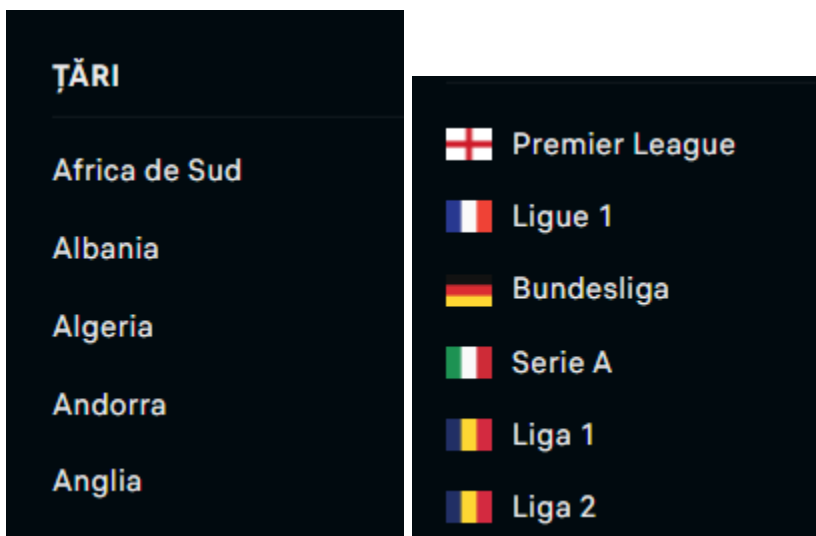 ȚĂRI
Africa de Sud
Albania
Algeria
Andorra
Anglia
Premier League
Ligue 1
Bundesliga
Serie A
Liga 1
Liga 2